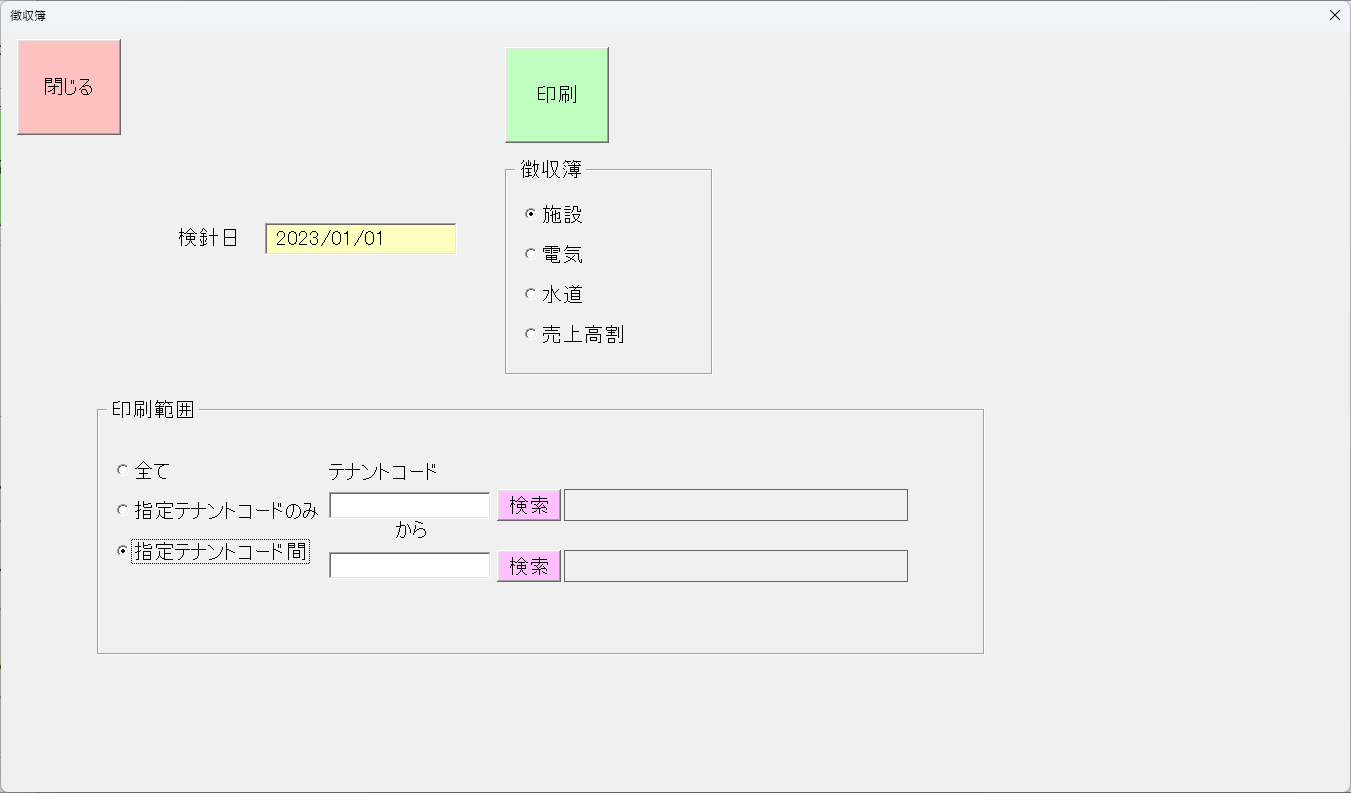 徴収簿
閉じる
印刷
徴収簿
施設
検針日 2023/01/01
電気
水道
売上高割
印刷範囲
全て テナントコード
指定テナントコードのみ 検索
から
指定テナントコード間 検索